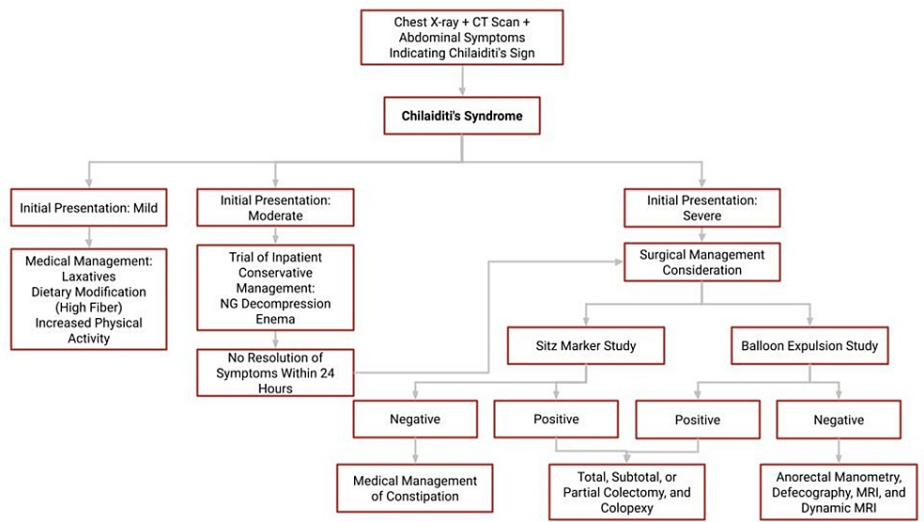 Chest X-ray + CT Scan +
Abdominal Symptoms
Indicating Chilaiditi's Sign
Chilaiditi's Syndrome
Initial Presentation: Mild
Initial Presentation:
Moderate
Initial Presentation:
Severe
Medical Management:
Laxatives
Dietary Modification
(High Fiber)
Increased Physical
Activity
Trial of Inpatient
Conservative
Management:
NG Decompression
Enema
Surgical Management
Consideration
No Resolution of
Symptoms Within 24
Hours
Sitz Marker Study
Balloon Expulsion Study
Negative
Positive
Positive
Negative
Medical Management
of Constipation
Total, Subtotal, or
Partial Colectomy, and
Colopexy
Anorectal Manometry,
Defecography, MRI, and
Dynamic MRI